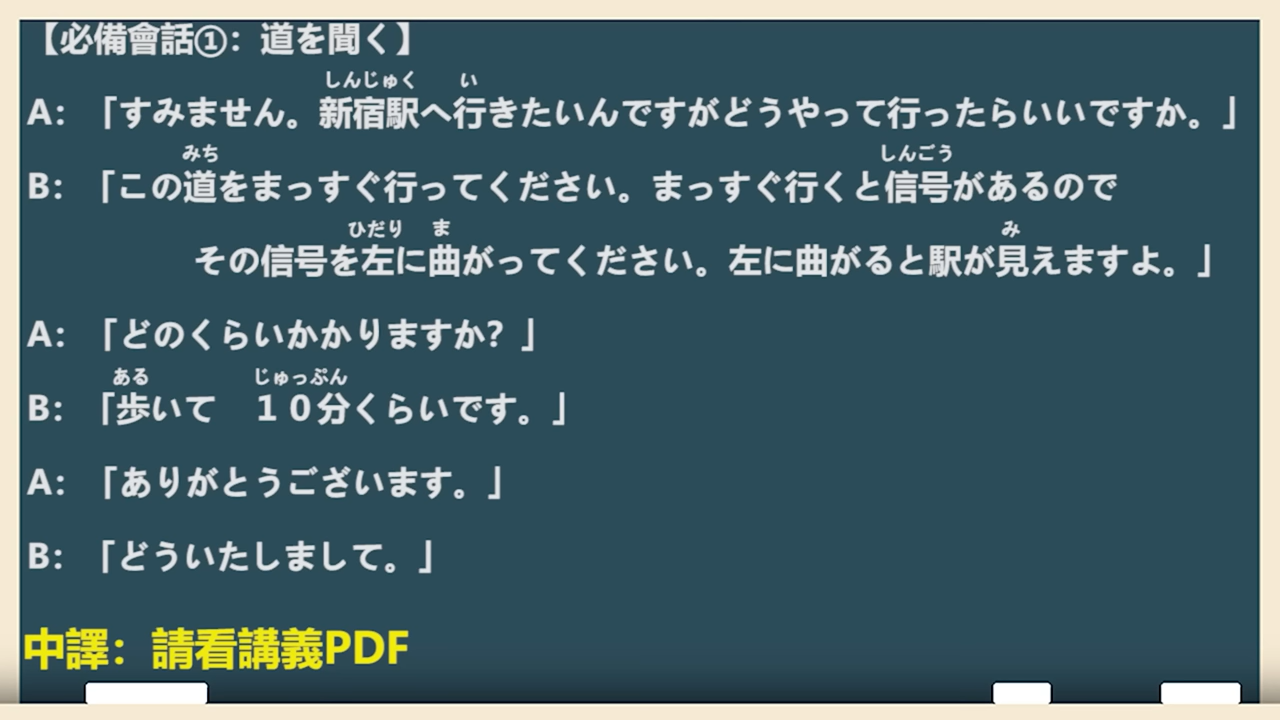 【必備會話①：道を聞く】
しんじゅく い
A：「すみません。新宿駅へ行きたいんですがどうやって行ったらいいですか。」
みち しんごう
B：「この道をまっすぐ行ってください。まっすぐ行くと信号があるので
ひだり ま み
その信号を左に曲がってください。左に曲がると駅が見えますよ。」
A：「どのくらいかかりますか？」
ある じゅっぷん
B：「歩いて　１０分くらいです。」
A：「ありがとうございます。」
B：「どういたしまして。」
中譯：請看講義PDF